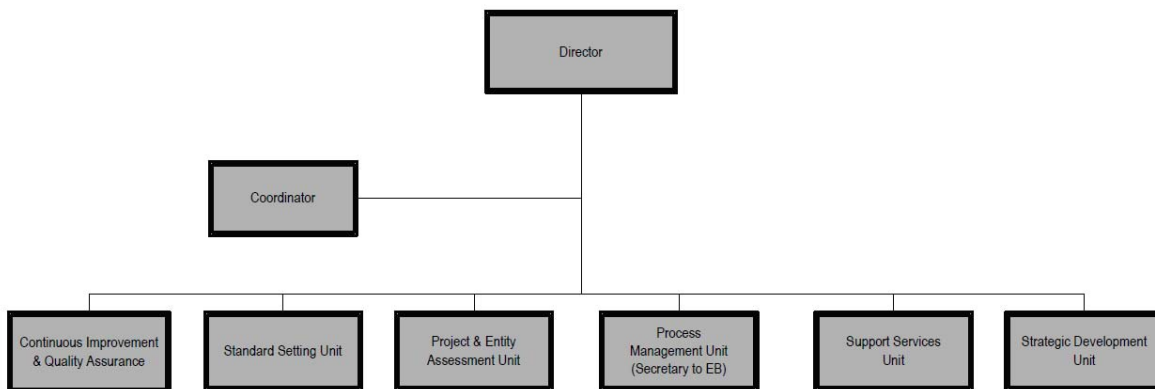 Director
Coordinator
Continuous Improvement
& Quality Assurance
Standard Setting Unit
Project & Entity
Assessment Unit
Process
Management Unit
(Secretary to EB)
Support Services
Unit
Strategic Development
Unit